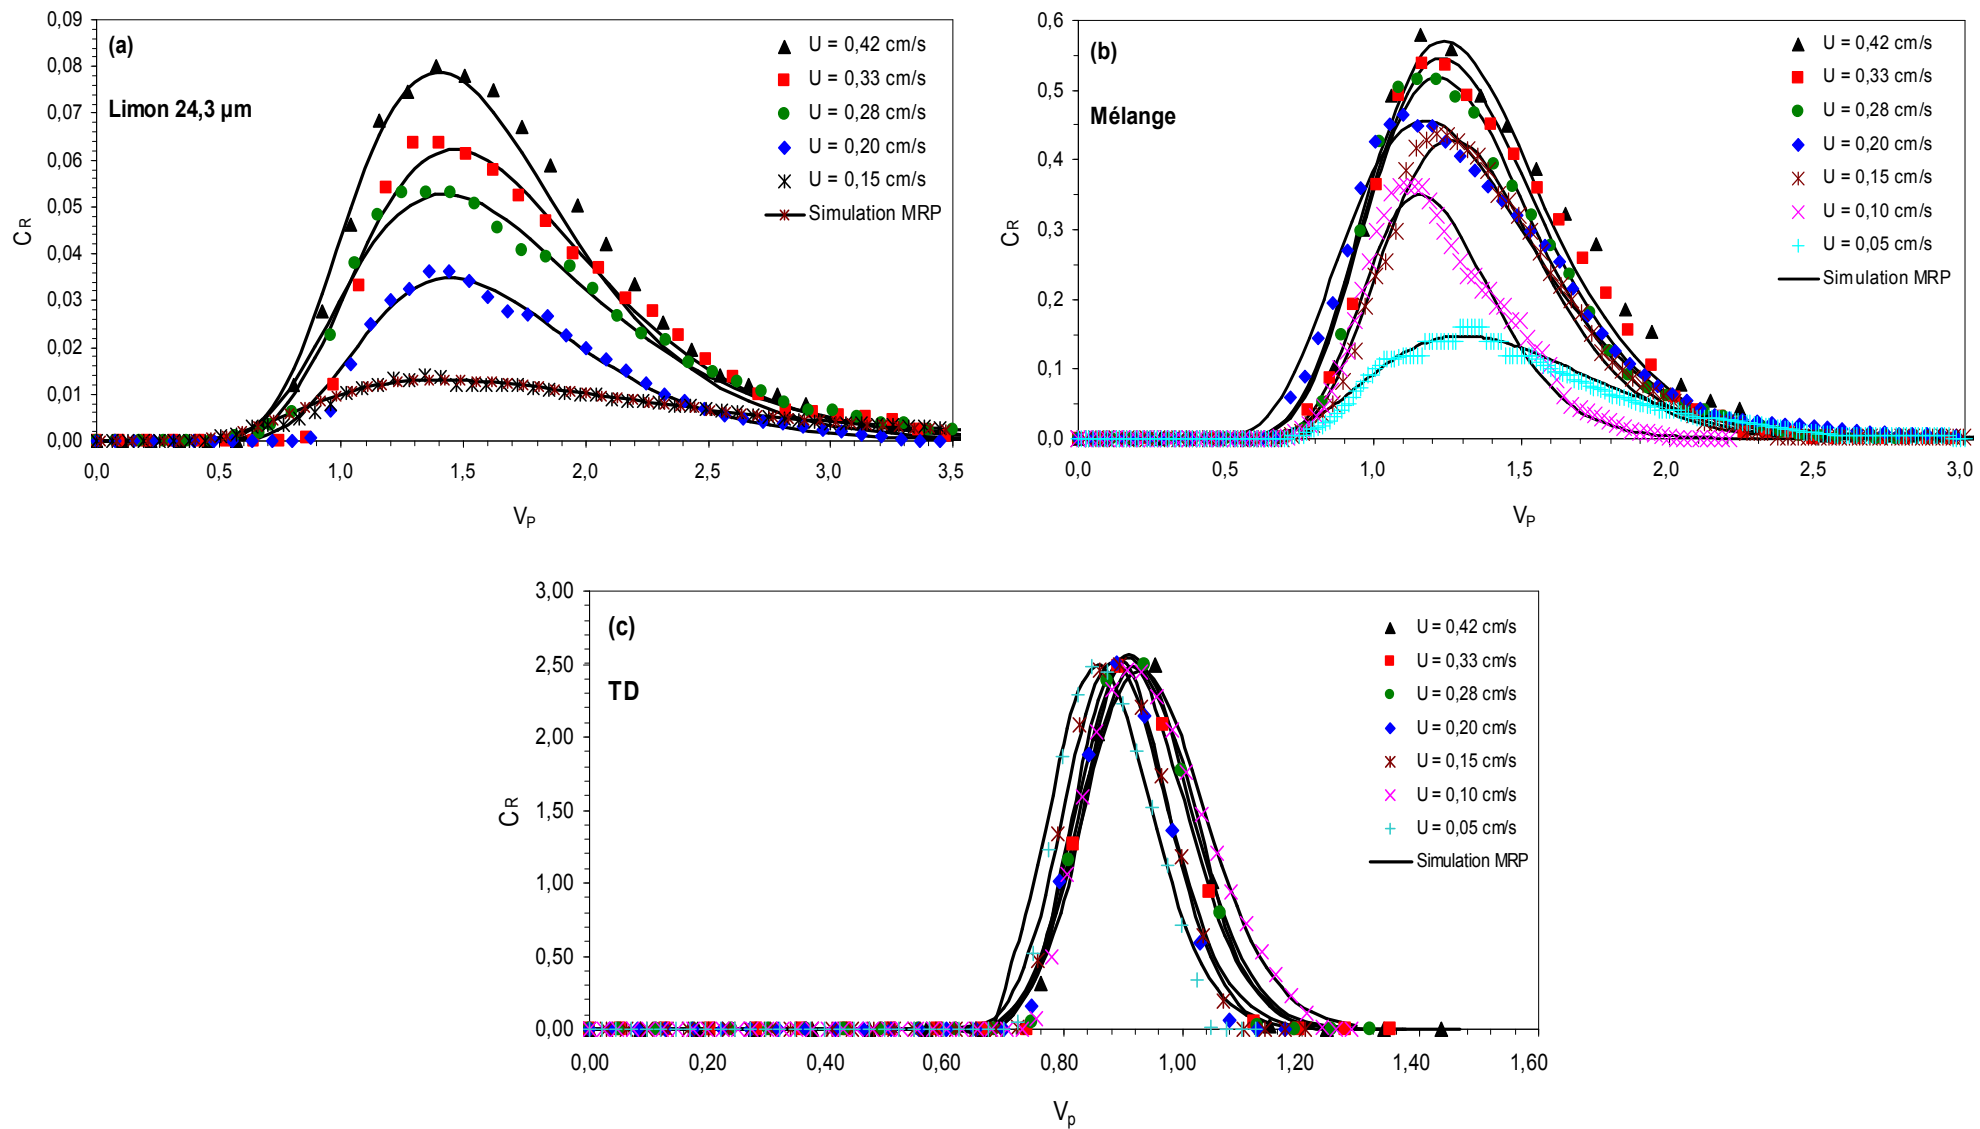 (a)
Limon 24,3 µm
U = 0,42 cm/s
U = 0,33 cm/s
U = 0,28 cm/s
U = 0,20 cm/s
U = 0,15 cm/s
Simulation MRP
0,09
0,08
0,07
0,06
0,05
0,04
0,03
0,02
0,01
0,00
CR
0,0 0,5 1,0 1,5 2,0 2,5 3,0 3,5
VP
(b)
Mélange
U = 0,42 cm/s
U = 0,33 cm/s
U = 0,28 cm/s
U = 0,20 cm/s
U = 0,15 cm/s
U = 0,10 cm/s
U = 0,05 cm/s
Simulation MRP
0,6
0,5
0,4
0,3
0,2
0,1
0,0
CR
0,0 0,5 1,0 1,5 2,0 2,5 3,0
VP
(c)
TD
U = 0,42 cm/s
U = 0,33 cm/s
U = 0,28 cm/s
U = 0,20 cm/s
U = 0,15 cm/s
U = 0,10 cm/s
U = 0,05 cm/s
Simulation MRP
3,00
2,50
2,00
1,50
1,00
0,50
0,00
CR
0,00 0,20 0,40 0,60 0,80 1,00 1,20 1,40 1,60
Vp